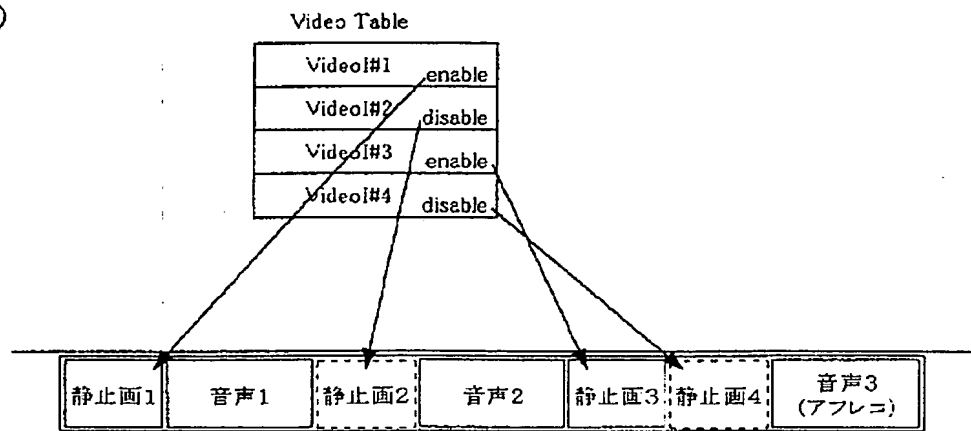 Video Table
VideoI#1 enable
VideoI#2 disable
VideoI#3 enable
VideoI#4 disable
静止画1 音声1 静止画2 音声2 静止画3 静止画4 音声3
(アフレコ)